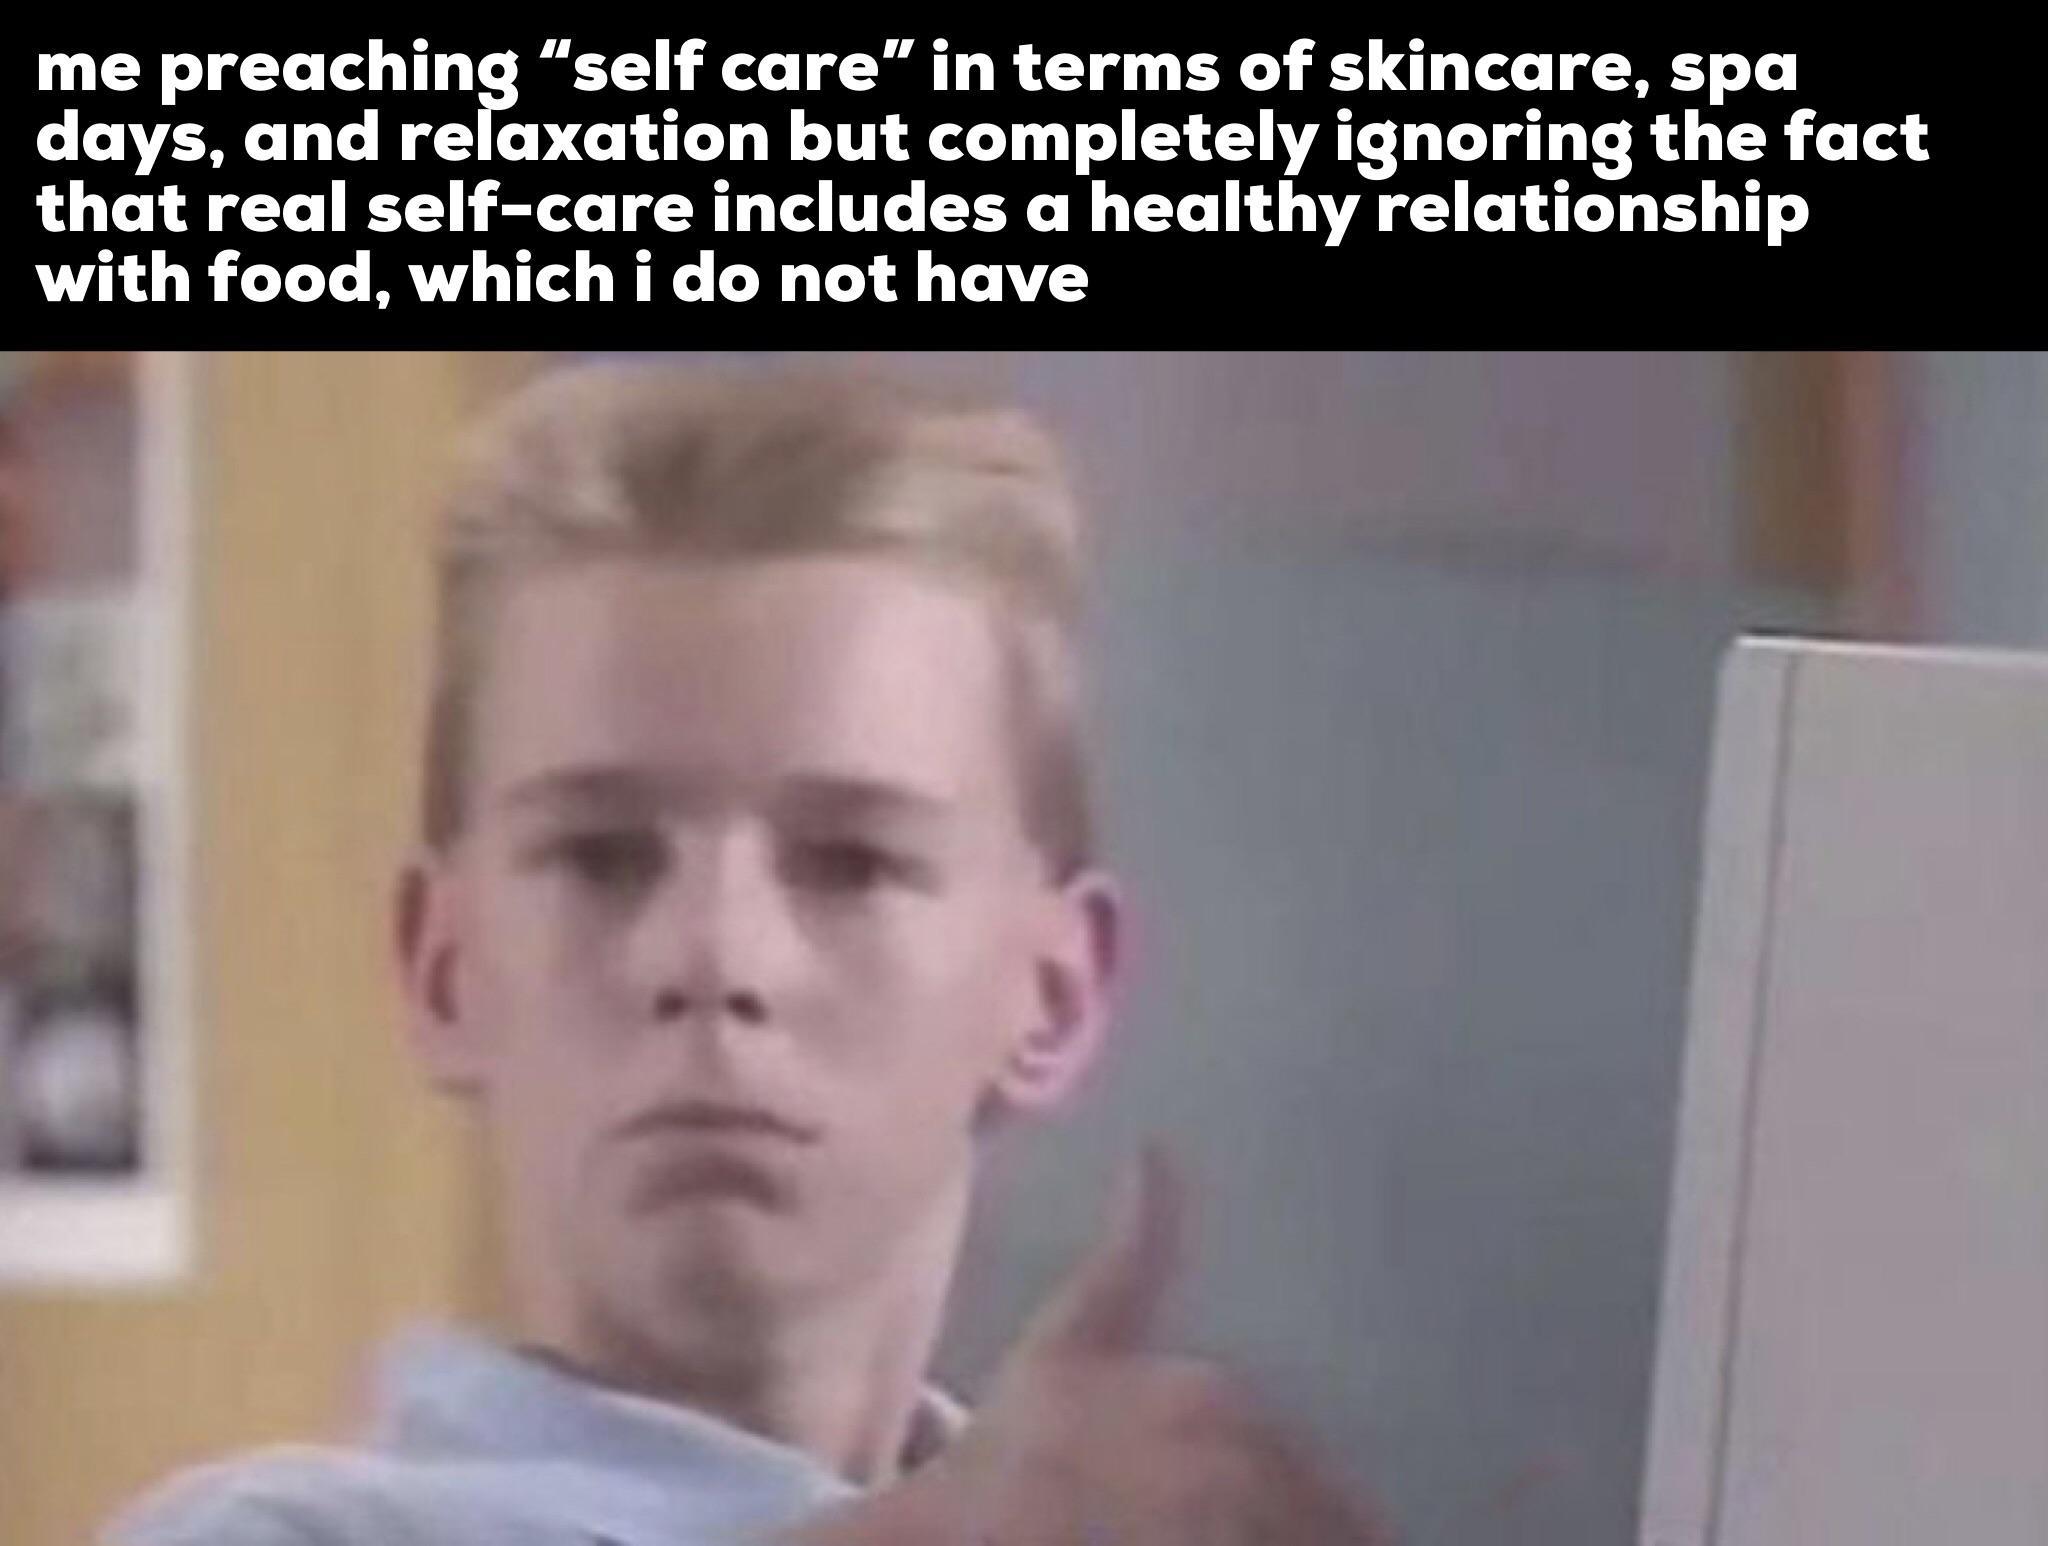 me preaching “self care” in terms of skincare, spa
days, and relaxation but completely ignoring the fact
that real self-care includes a healthy relationship
with food, which i do not have